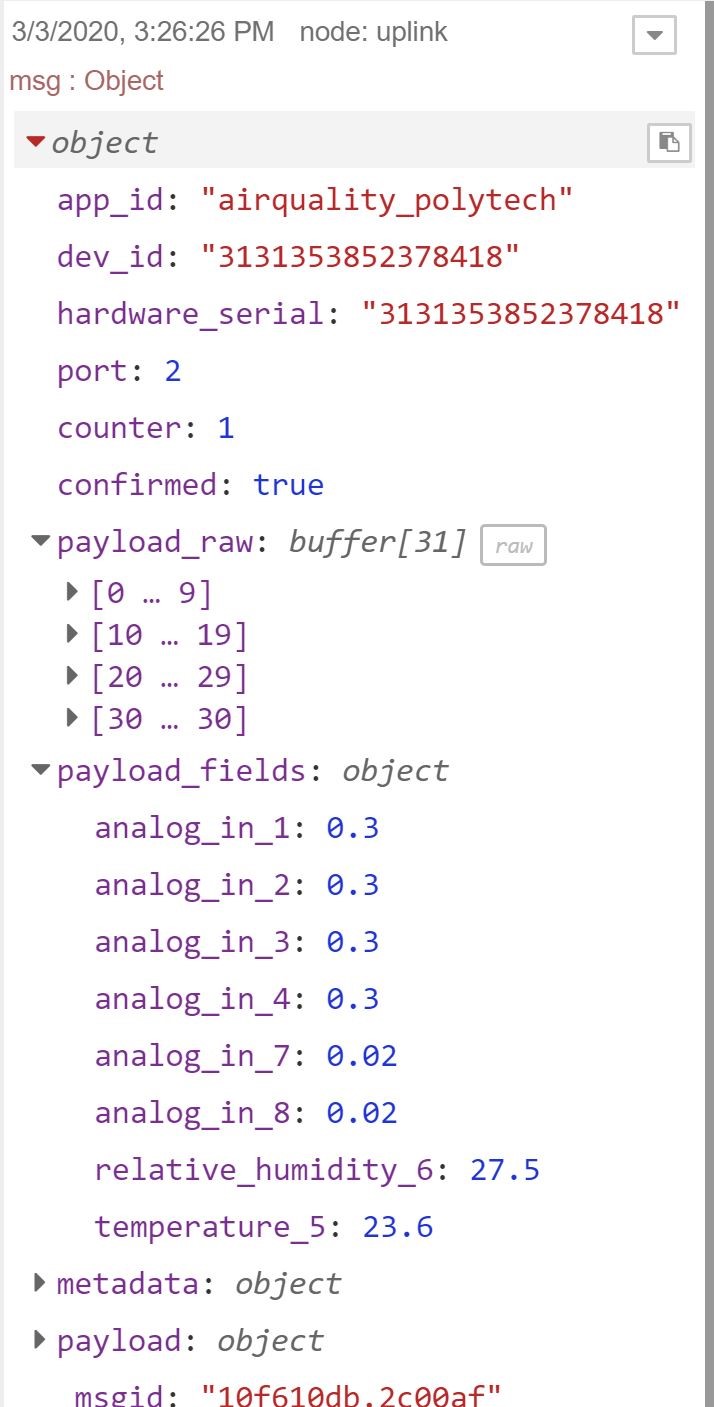 3/3/2020, 3:26:26 PM node: uplink
msg : Object
object
app_id: "airquality_polytech"
dev_id: "3131353852378418"
hardware_serial: "3131353852378418"
port: 2
counter: 1
confirmed: true
payload_raw: buffer[31] raw
[0 … 9]
[10 … 19]
[20 … 29]
[30 … 30]
payload_fields: object
analog_in_1: 0.3
analog_in_2: 0.3
analog_in_3: 0.3
analog_in_4: 0.3
analog_in_7: 0.02
analog_in_8: 0.02
relative_humidity_6: 27.5
temperature_5: 23.6
metadata: object
payload: object
_msgid: "10f610db.2c00af"